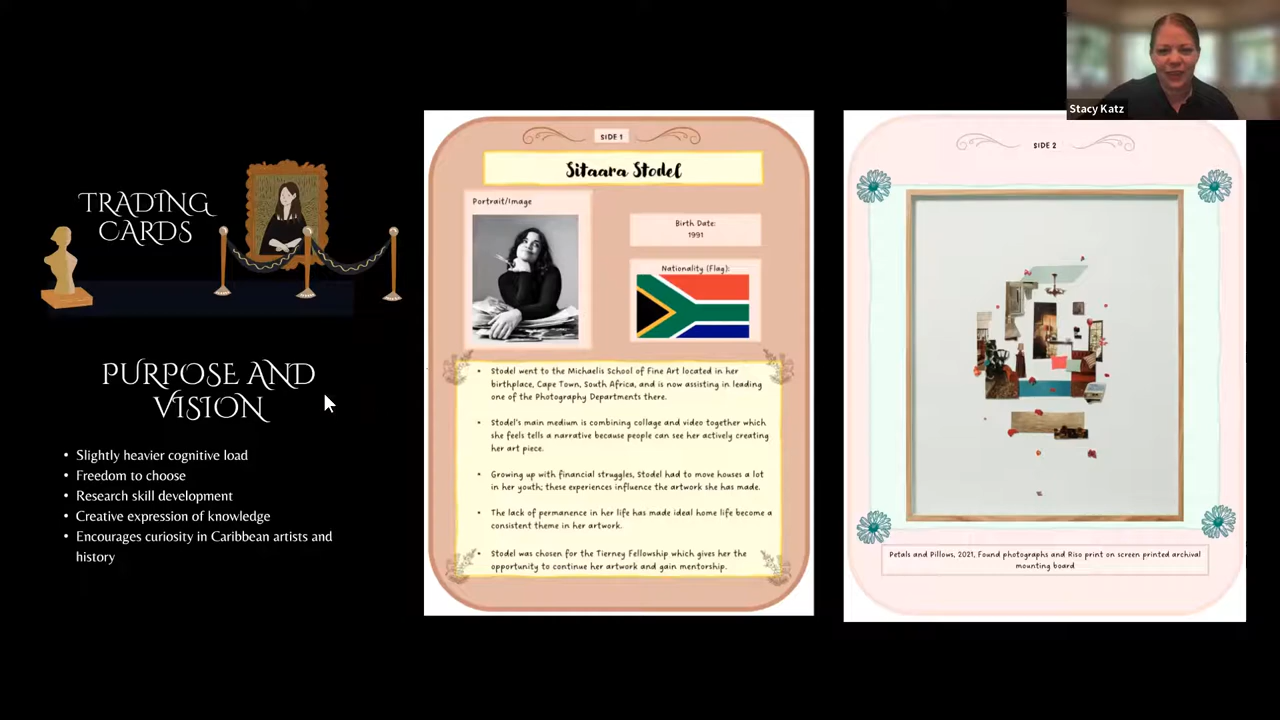 Stacy Katz
TRADING
CARDS
PURPOSE AND
VISION
• Slightly heavier cognitive load
• Freedom to choose
• Research skill development
• Creative expression of knowledge
• Encourages curiosity in Caribbean artists and
history
SIDE 1
Sitaara Stodel
Portrait/Image
Birth Date:
1991
Nationality (Flag):
• Stodel went to the Michaelis School of Fine Art located in her
birthplace, Cape Town, South Africa, and is now assisting in leading
one of the Photography Departments there.
• Stodel's main medium is combining collage and video together which
she feels tells a narrative because people can see her actively creating
her art piece.
• Growing up with financial struggles, Stodel had to move houses a lot
in her youth; these experiences influence the artwork she has made.
• The lack of permanence in her life has made ideal home life become a
consistent theme in her artwork.
• Stodel was chosen for the Tierney Fellowship which gives her the
opportunity to continue her artwork and gain mentorship.
SIDE 2
Petals and Pillows, 2021, Found photographs and Riso print on screen printed archival
mounting board